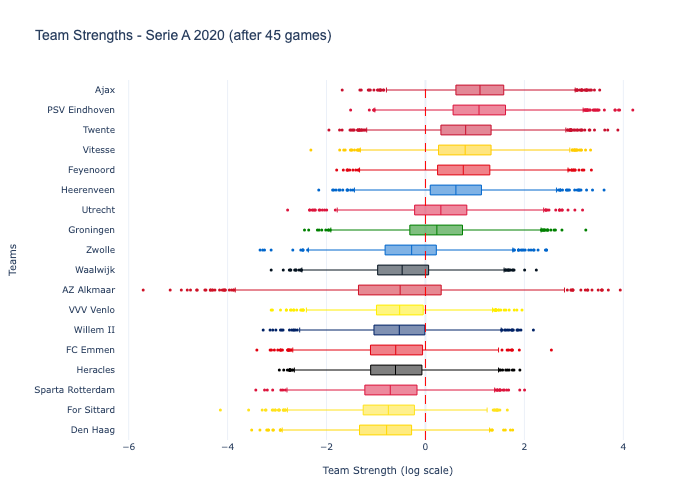 Team Strengths - Serie A 2020 (after 45 games)
Ajax
PSV Eindhoven
Twente
Vitesse
Feyenoord
Heerenveen
Utrecht
Groningen
Zwolle
Waalwijk
AZ Alkmaar
VVV Venlo
Willem II
FC Emmen
Heracles
Sparta Rotterdam
For Sittard
Den Haag
Teams
−6 −4 −2 0 2 4
Team Strength (log scale)